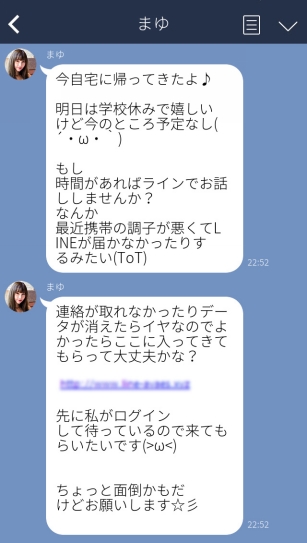 まゆ
まゆ
今自宅に帰ってきたよ♪
明日は学校休みで嬉しい
けど今のところ予定なし(
´・ω・｀)
もし
時間があればラインでお話
ししませんか？
なんか
最近携帯の調子が悪くてL
INEが届かなかったりす
るみたい(ToT)
22:52
まゆ
連絡が取れなかったりデー
タが消えたらイヤなのでよ
かったらここに入ってきて
もらって大丈夫かな？
先に私がログイン
して待っているので来ても
らいたいです(>ω<)
ちょっと面倒かもだ
けどお願いします☆彡
22:52